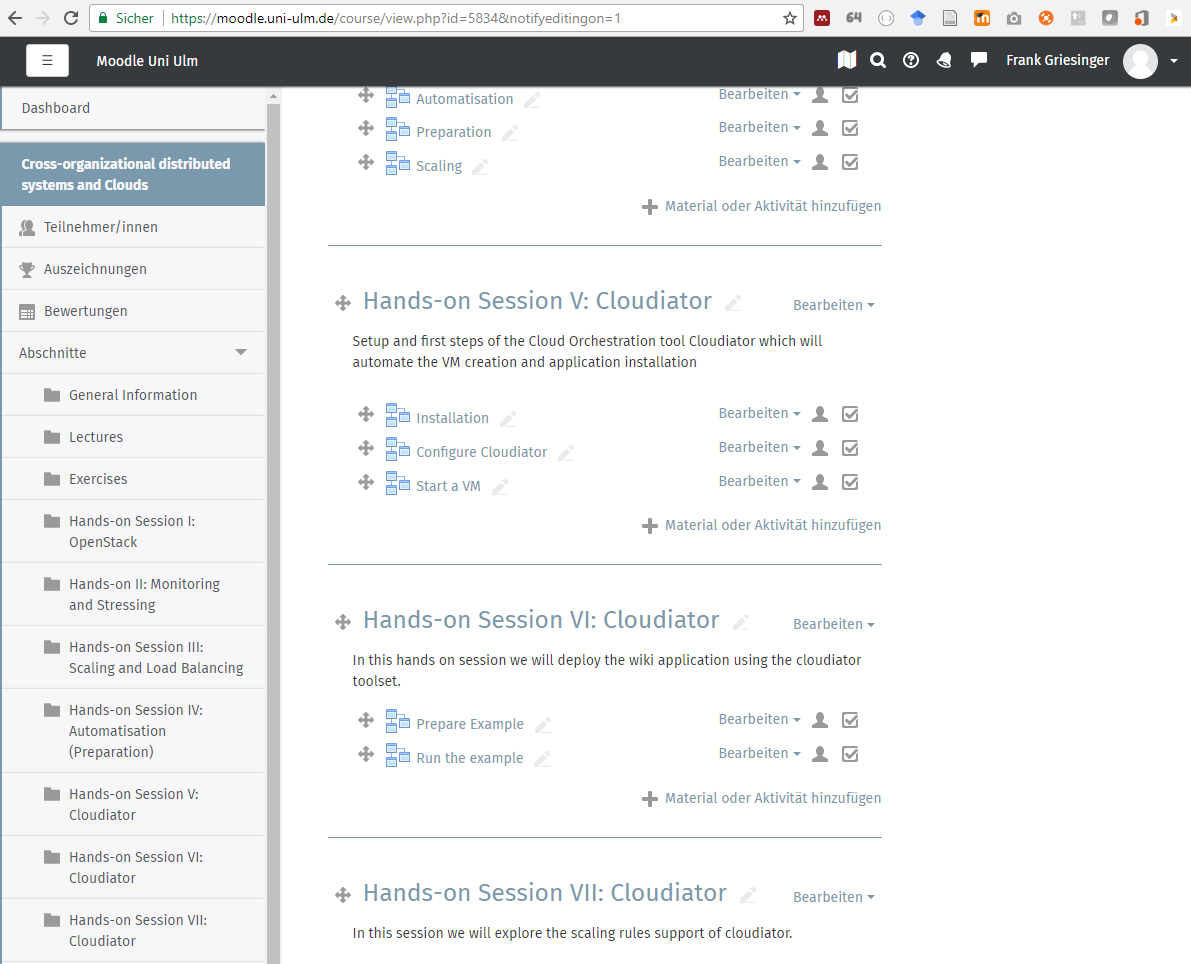 Sicher https://moodle.uni-ulm.de/course/view.php?id=5834&notifyeditingon=1
64
Moodle Uni Ulm
Frank Griesinger
Dashboard
Cross-organizational distributed
systems and Clouds
Teilnehmer/innen
Auszeichnungen
Bewertungen
Abschnitte
General Information
Lectures
Exercises
Hands-on Session I:
OpenStack
Hands-on II: Monitoring
and Stressing
Hands-on Session III:
Scaling and Load Balancing
Hands-on Session IV:
Automatisation
(Preparation)
Hands-on Session V:
Cloudiator
Hands-on Session VI:
Cloudiator
Hands-on Session VII:
Cloudiator
Automatisation Bearbeiten
Preparation Bearbeiten
Scaling Bearbeiten
Material oder Aktivität hinzufügen
Hands-on Session V: Cloudiator Bearbeiten
Setup and first steps of the Cloud Orchestration tool Cloudiator which will
automate the VM creation and application installation
Installation Bearbeiten
Configure Cloudiator Bearbeiten
Start a VM Bearbeiten
Material oder Aktivität hinzufügen
Hands-on Session VI: Cloudiator Bearbeiten
In this hands on session we will deploy the wiki application using the cloudiator
toolset.
Prepare Example Bearbeiten
Run the example Bearbeiten
Material oder Aktivität hinzufügen
Hands-on Session VII: Cloudiator Bearbeiten
In this session we will explore the scaling rules support of cloudiator.